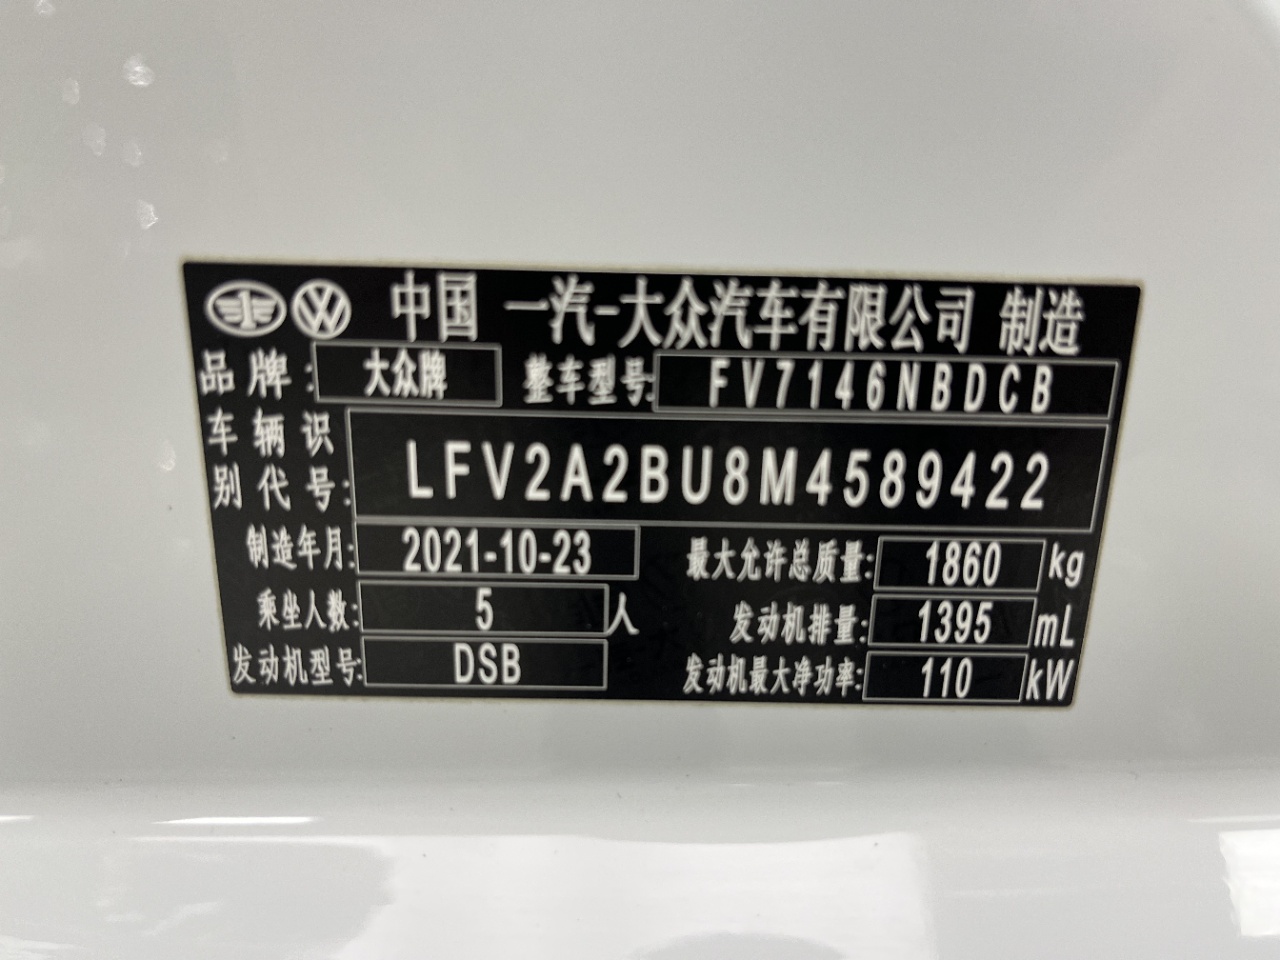 中国 一汽-大众汽车有限公司 制造
品牌: 大众牌 整车型号: FV7146NBDCB
车辆识别代号: LFV2A2BU8M4589422
制造年月: 2021-10-23 最大允许总质量: 1860 kg
乘坐人数: 5 人 发动机排量: 1395 mL
发动机型号: DSB 发动机最大净功率: 110 kW